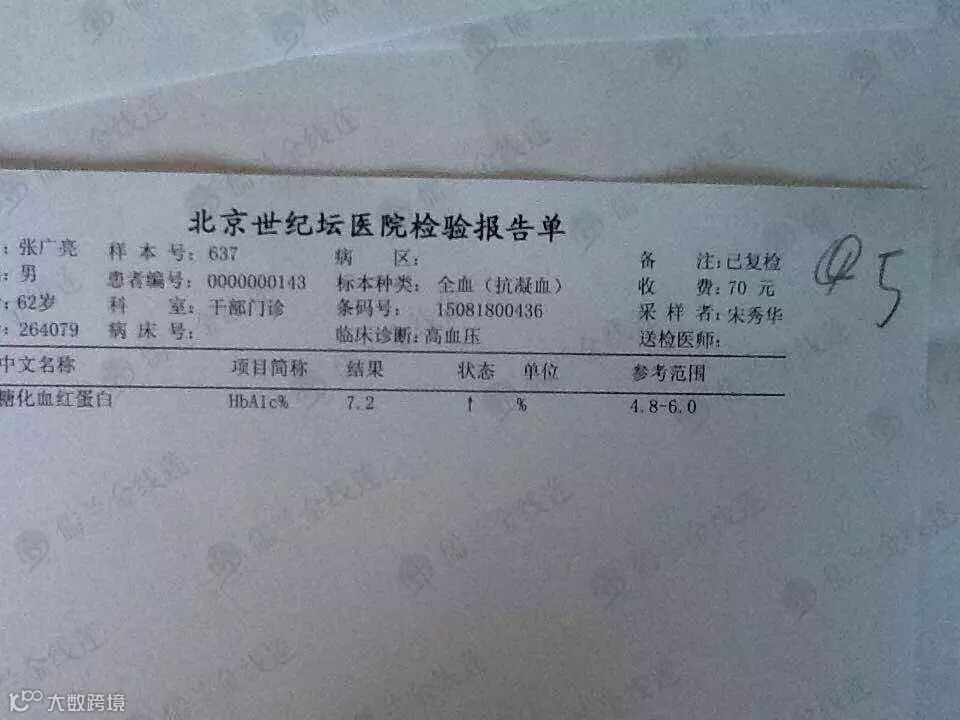 北京世纪坛医院检验报告单
:张广亮 样本号: 637 病区: 备注:已复检
:男 患者编号: 0000000143 标本种类: 全血（抗凝血） 收费: 70 元
:62岁 科室: 干部门诊 条码号: 15081800436 采样者:宋秀华
:264079 病床号: 临床诊断:高血压 送检医师:
中文名称 项目简称 结果 状态 单位 参考范围
糖化血红蛋白 HbA1c% 7.2 ↑ % 4.8-6.0
5
儒兰金线莲
大数跨境